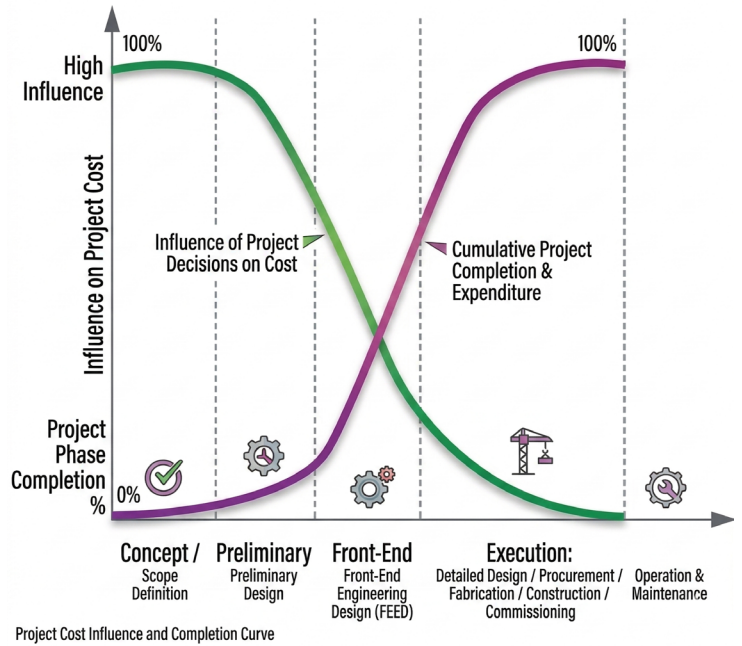 100%
100%
High
Influence
Influence on Project Cost
Influence of Project
Decisions on Cost
Cumulative Project
Completion &
Expenditure
Project
Phase
Completion
%
0%
Concept /
Scope
Definition
Preliminary
Preliminary
Design
Front-End
Front-End
Engineering
Design (FEED)
Execution:
Detailed Design / Procurement /
Fabrication / Construction /
Commissioning
Operation &
Maintenance
Project Cost Influence and Completion Curve